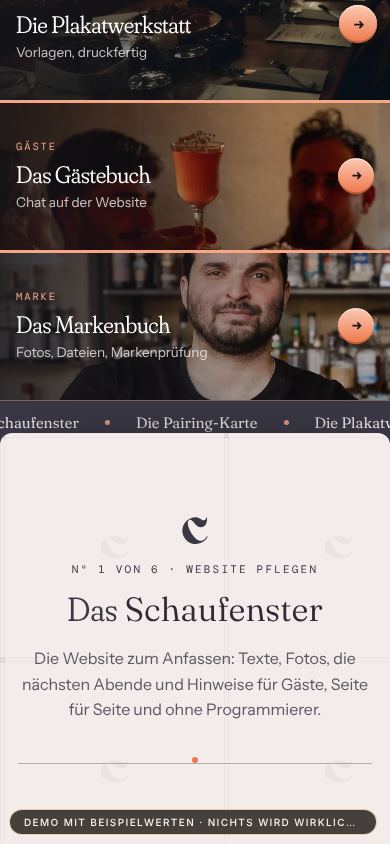 Die Plakatwerkstatt
Vorlagen, druckfertig
GÄSTE
Das Gästebuch
Chat auf der Website
MARKE
Das Markenbuch
Fotos, Dateien, Markenprüfung
chaufenster • Die Pairing-Karte • Die Plakatw
N° 1 VON 6 · WEBSITE PFLEGEN
Das Schaufenster
Die Website zum Anfassen: Texte, Fotos, die
nächsten Abende und Hinweise für Gäste, Seite
für Seite und ohne Programmierer.
DEMO MIT BEISPIELWERTEN · NICHTS WIRD WIRKLIC…